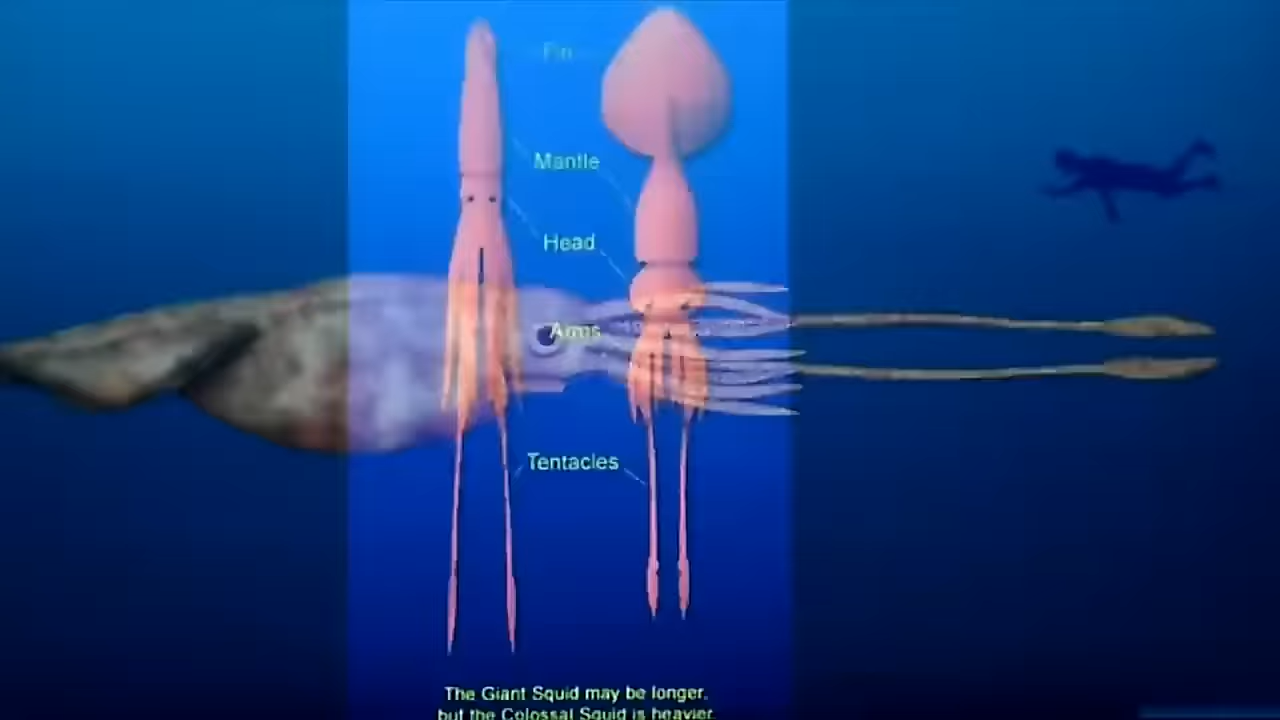 Fin
Mantle
Head
Arms
Tentacles
The Giant Squid may be longer,
but the Colossal Squid is heavier.